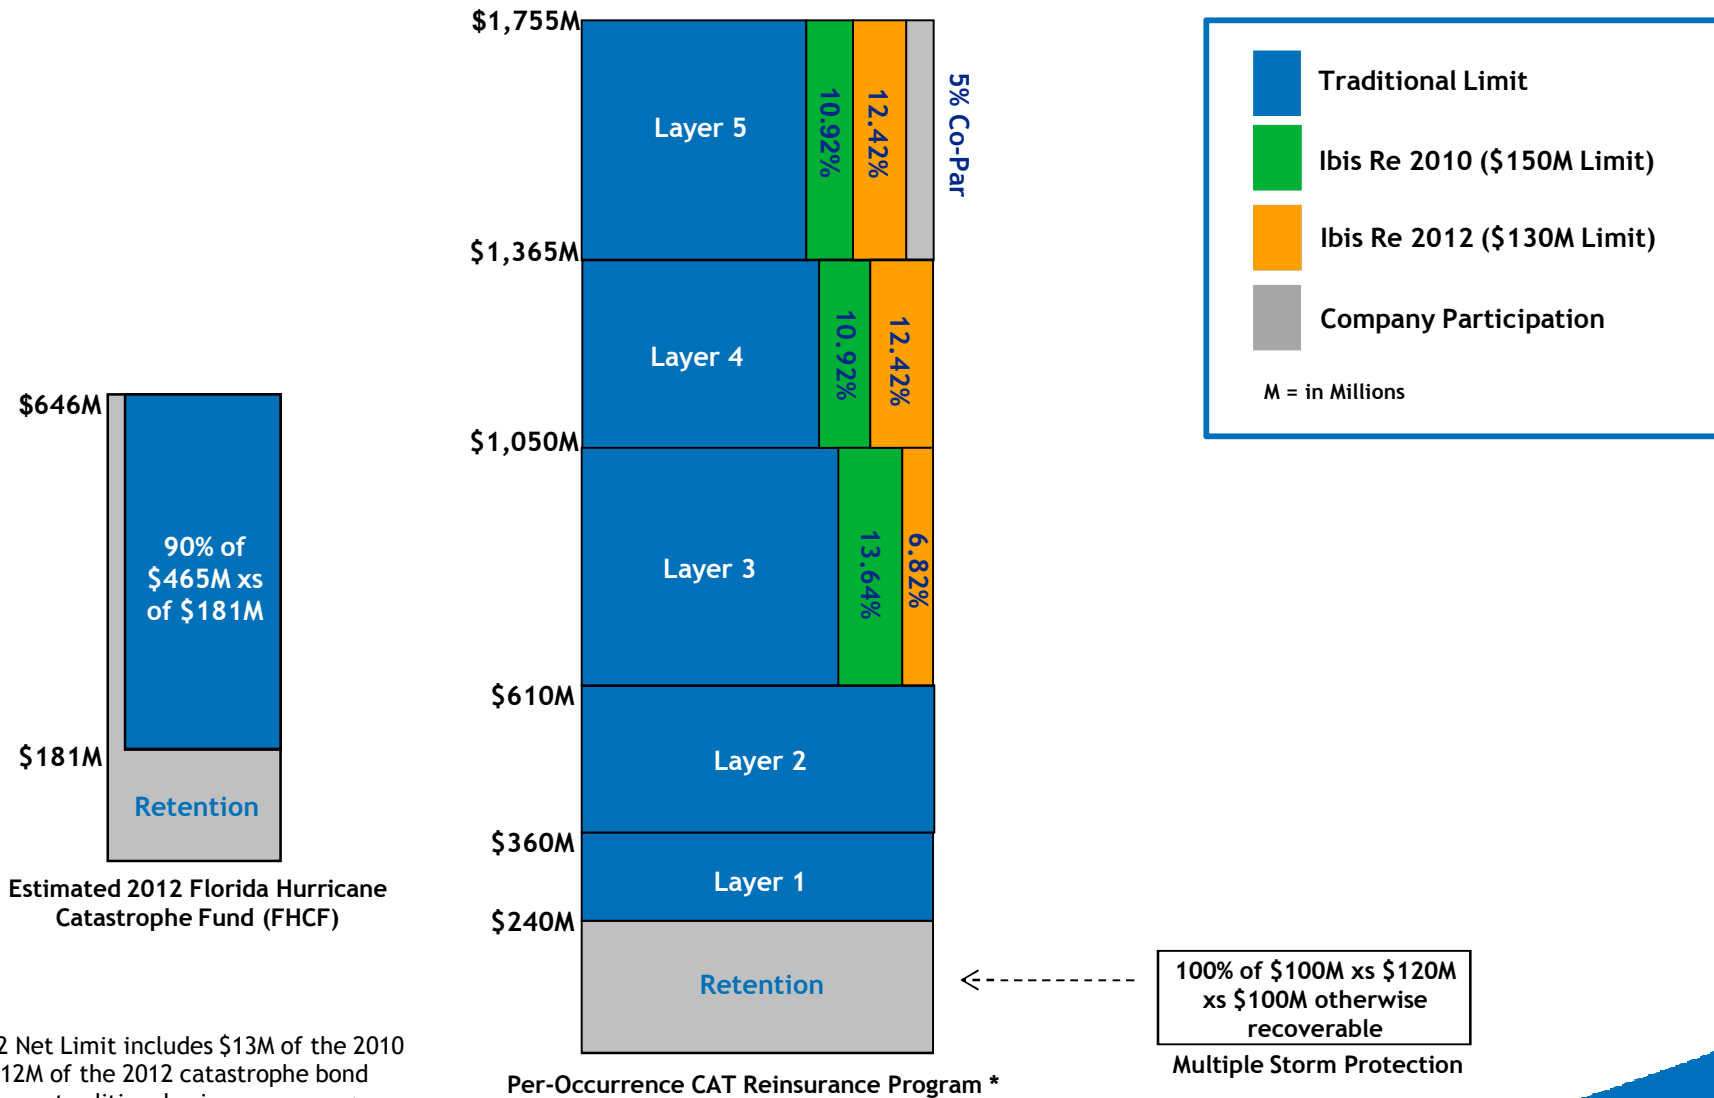 $1,755M
Layer 5
10.92%
12.42%
5% Co-Par
$1,365M
Layer 4
10.92%
12.42%
$1,050M
Layer 3
13.64%
6.82%
$610M
Layer 2
$360M
Layer 1
$240M
Retention
Per-Occurrence CAT Reinsurance Program *
Traditional Limit
Ibis Re 2010 ($150M Limit)
Ibis Re 2012 ($130M Limit)
Company Participation
M = in Millions
$646M
90% of
$465M xs
of $181M
$181M
Retention
Estimated 2012 Florida Hurricane
Catastrophe Fund (FHCF)
100% of $100M xs $120M
xs $100M otherwise
recoverable
Multiple Storm Protection
2 Net Limit includes $13M of the 2010
12M of the 2012 catastrophe bond